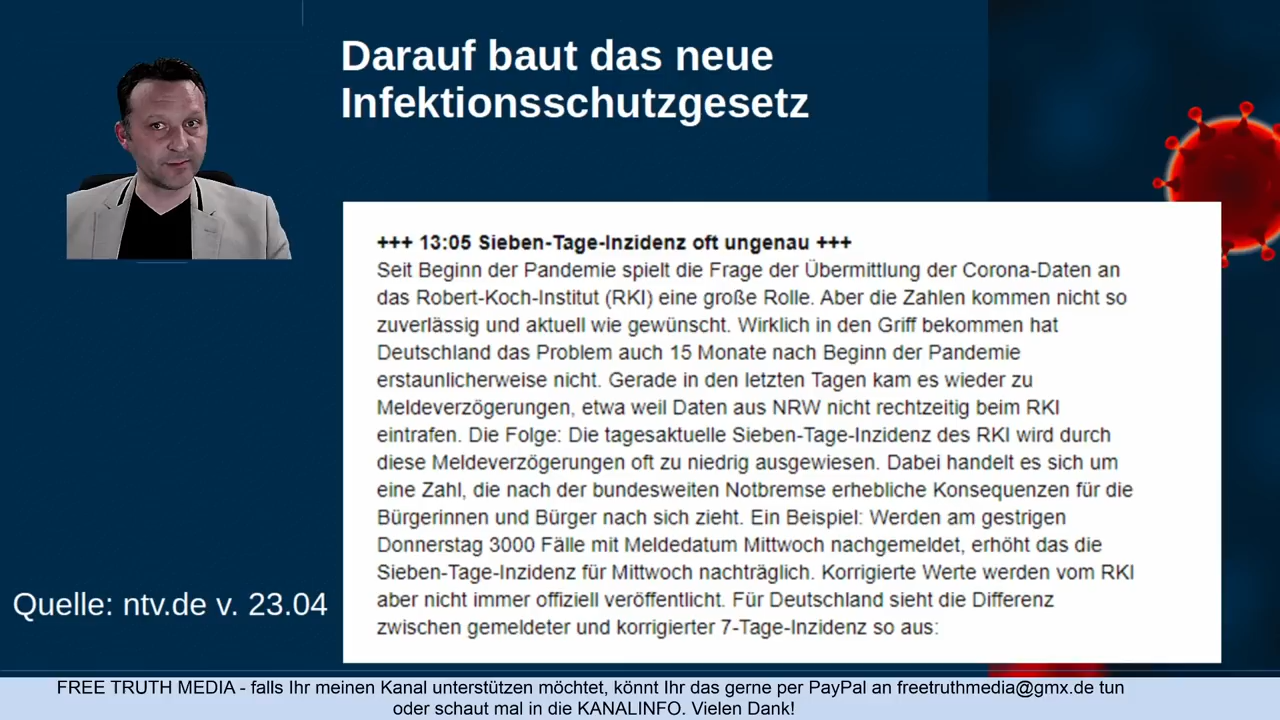 Darauf baut das neue
Infektionsschutzgesetz
+++ 13:05 Sieben-Tage-Inzidenz oft ungenau +++
Seit Beginn der Pandemie spielt die Frage der Übermittlung der Corona-Daten an
das Robert-Koch-Institut (RKI) eine große Rolle. Aber die Zahlen kommen nicht so
zuverlässig und aktuell wie gewünscht. Wirklich in den Griff bekommen hat
Deutschland das Problem auch 15 Monate nach Beginn der Pandemie
erstaunlicherweise nicht. Gerade in den letzten Tagen kam es wieder zu
Meldeverzögerungen, etwa weil Daten aus NRW nicht rechtzeitig beim RKI
eintrafen. Die Folge: Die tagesaktuelle Sieben-Tage-Inzidenz des RKI wird durch
diese Meldeverzögerungen oft zu niedrig ausgewiesen. Dabei handelt es sich um
eine Zahl, die nach der bundesweiten Notbremse erhebliche Konsequenzen für die
Bürgerinnen und Bürger nach sich zieht. Ein Beispiel: Werden am gestrigen
Donnerstag 3000 Fälle mit Meldedatum Mittwoch nachgemeldet, erhöht das die
Sieben-Tage-Inzidenz für Mittwoch nachträglich. Korrigierte Werte werden vom RKI
aber nicht immer offiziell veröffentlicht. Für Deutschland sieht die Differenz
zwischen gemeldeter und korrigierter 7-Tage-Inzidenz so aus:
Quelle: ntv.de v. 23.04
FREE TRUTH MEDIA - falls Ihr meinen Kanal unterstützen möchtet, könnt Ihr das gerne per PayPal an freetruthmedia@gmx.de tun
oder schaut mal in die KANALINFO. Vielen Dank!